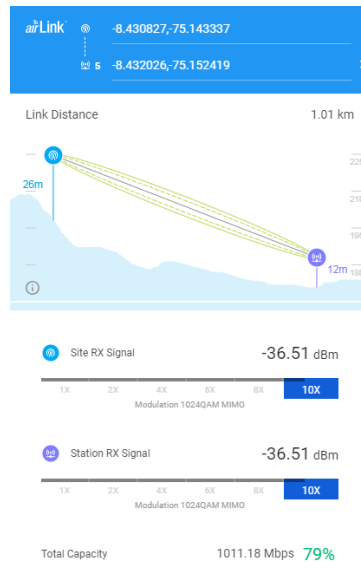 airLink
-8.430827,-75.143337
5 -8.432026,-75.152419
Link Distance 1.01 km
26m
12m
Site RX Signal -36.51 dBm
1X 2X 4X 6X 8X 10X
Modulation 1024QAM MIMO
Station RX Signal -36.51 dBm
1X 2X 4X 6X 8X 10X
Modulation 1024QAM MIMO
Total Capacity 1011.18 Mbps 79%